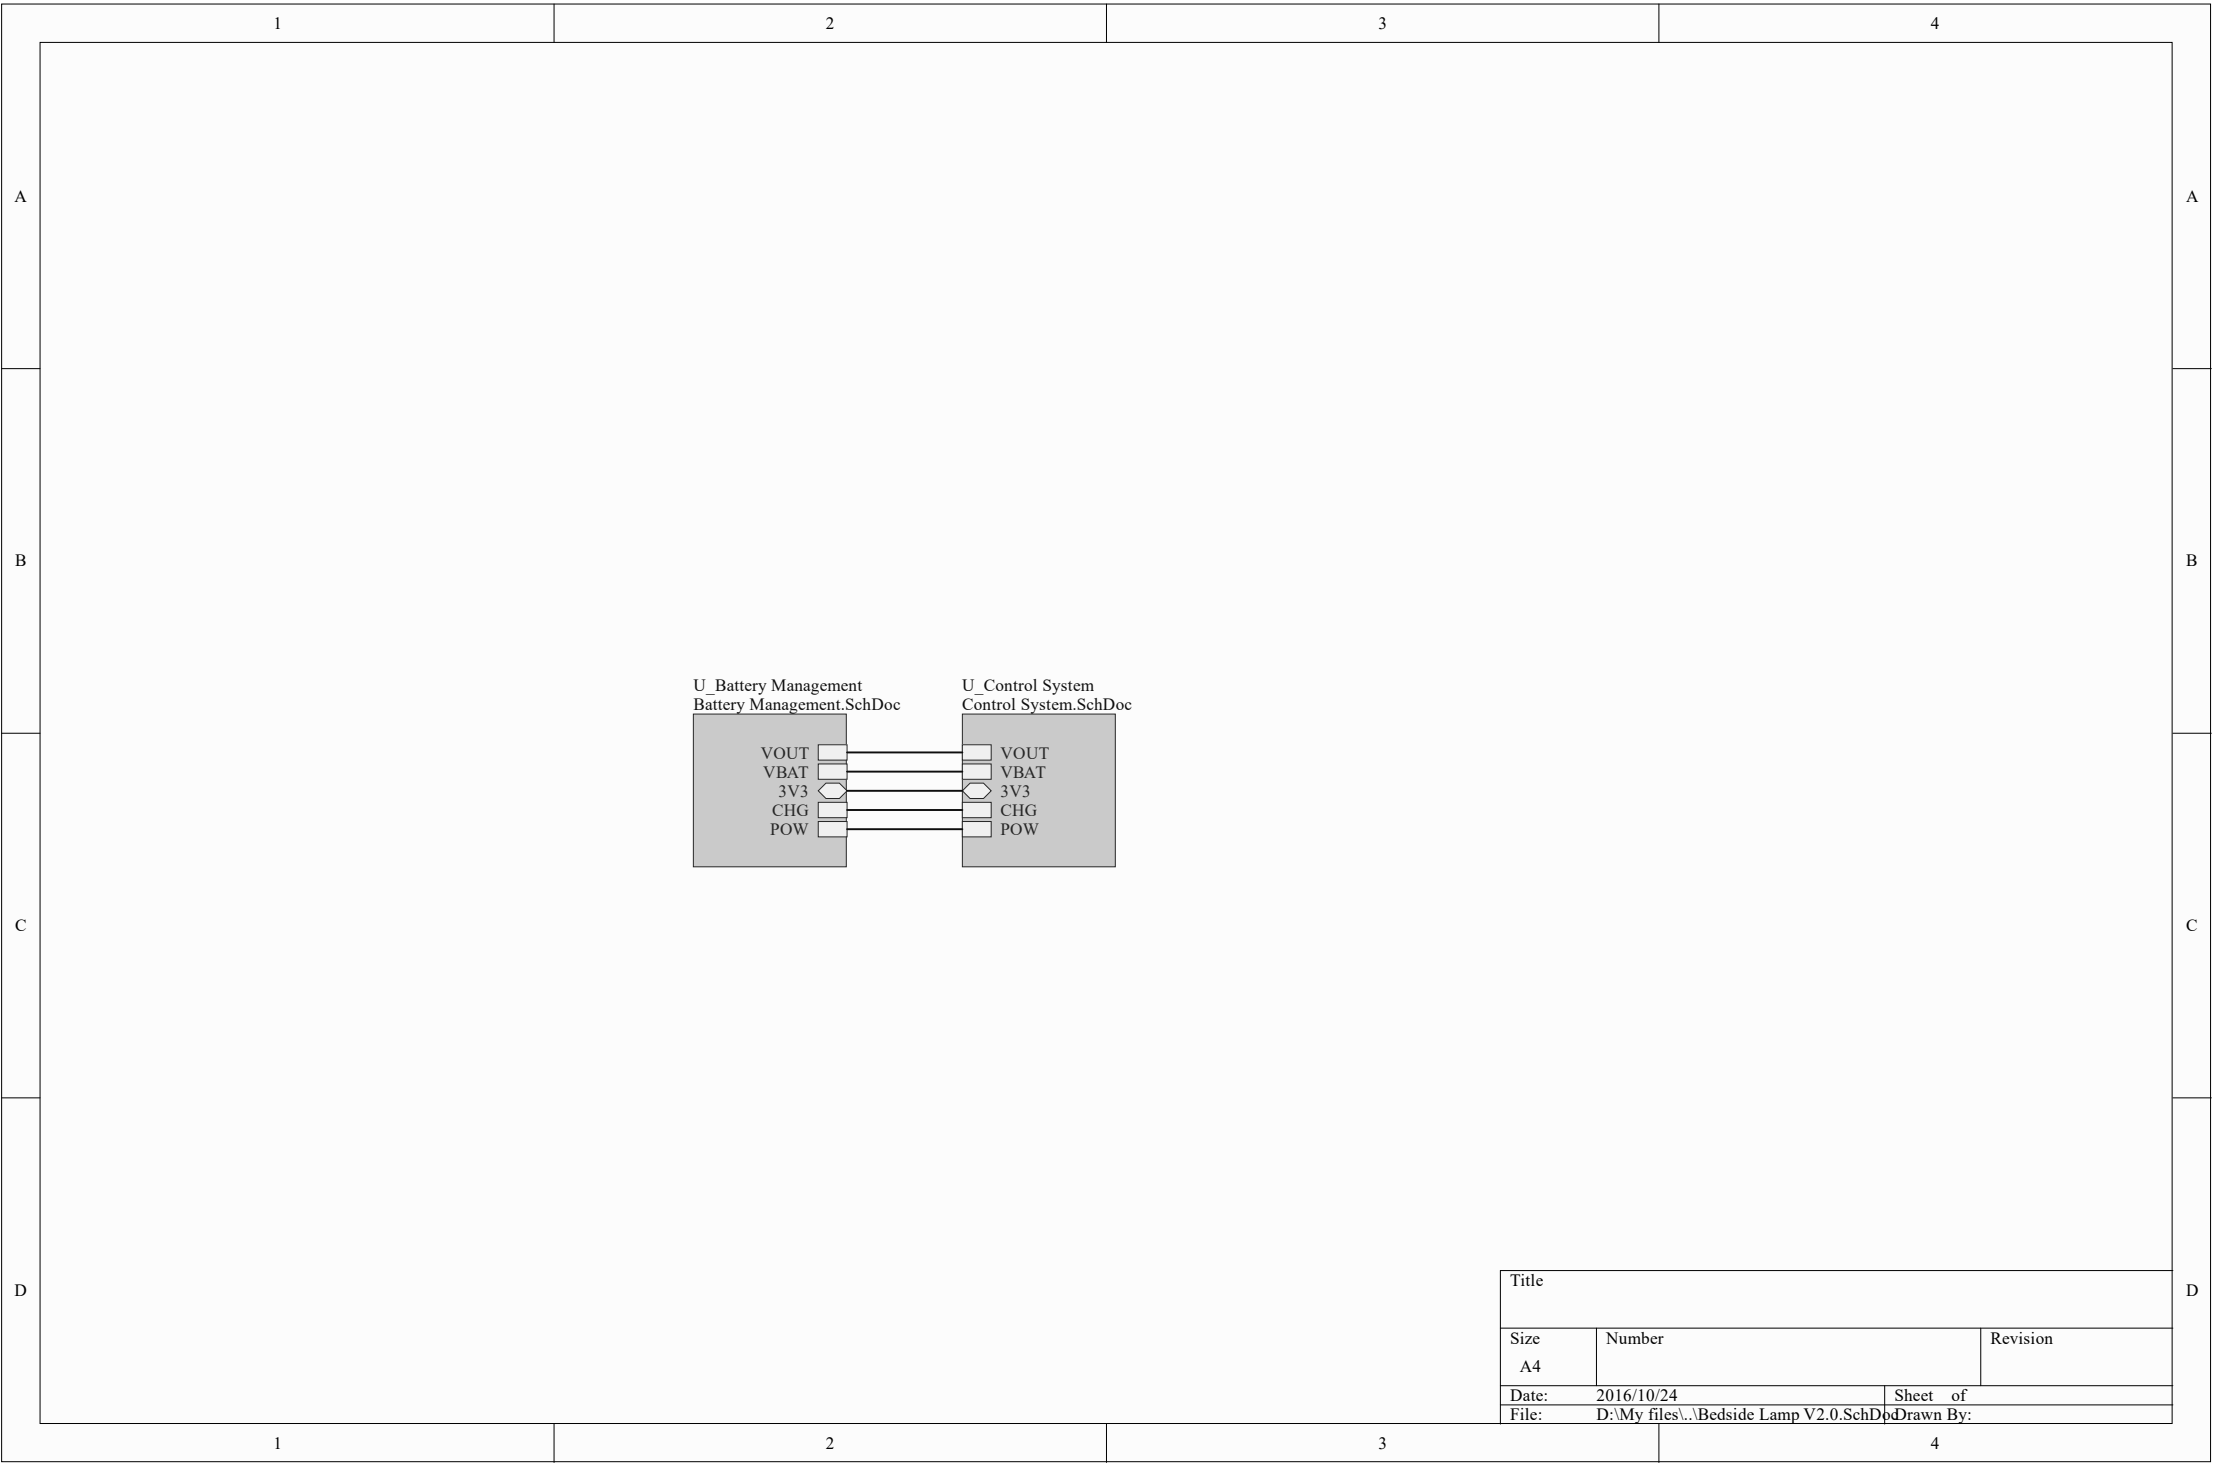 1 2 3 4
A A
B B
U_Battery Management
Battery Management.SchDoc
U_Control System
Control System.SchDoc
VOUT VOUT
VBAT VBAT
3V3 3V3
CHG CHG
POW POW
C C
D D
Title
Size Number Revision
A4
Date: 2016/10/24 Sheet of
File: D:\My files\..\Bedside Lamp V2.0.SchDoc Drawn By:
1 2 3 4